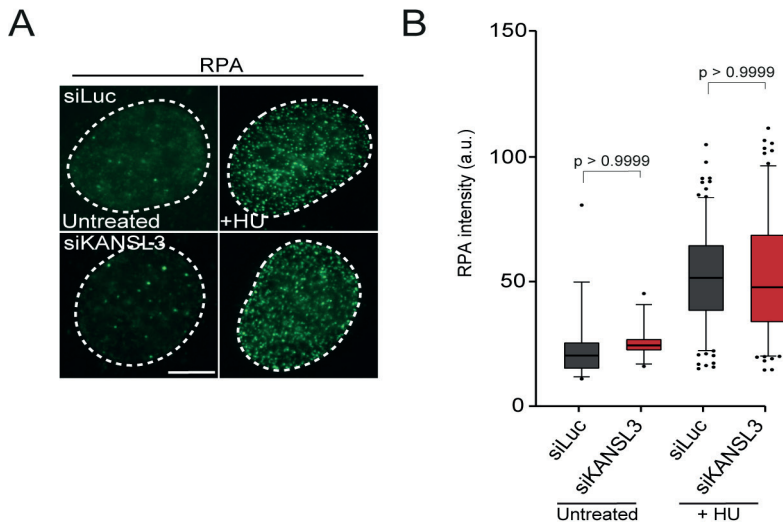 A
RPA
siLuc
Untreated
+HU
siKANSL3
B
150
100
50
0
RPA intensity (a.u.)
p > 0.9999
p > 0.9999
siLuc
siKANSL3
siLuc
siKANSL3
Untreated
+ HU